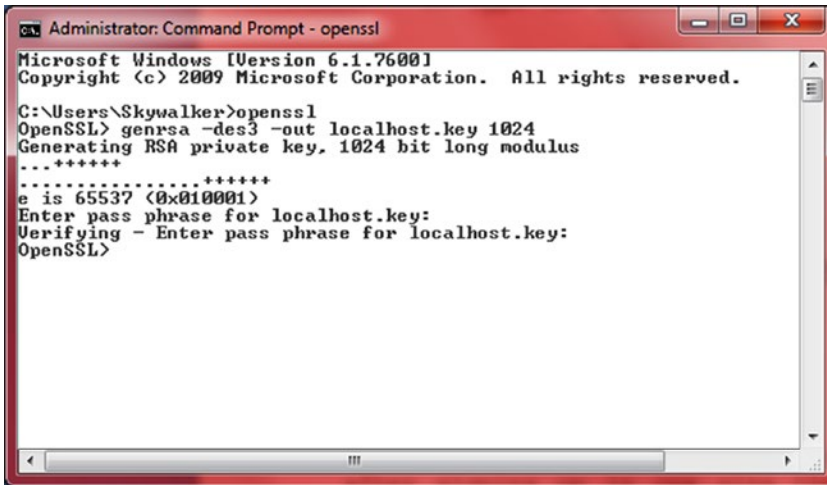 Administrator: Command Prompt - openssl
Microsoft Windows [Version 6.1.7600]
Copyright (c) 2009 Microsoft Corporation.  All rights reserved.
C:\Users\Skywalker>openssl
OpenSSL> genrsa -des3 -out localhost.key 1024
Generating RSA private key, 1024 bit long modulus
...++++++
.................++++++
e is 65537 (0x010001)
Enter pass phrase for localhost.key:
Verifying - Enter pass phrase for localhost.key:
OpenSSL>